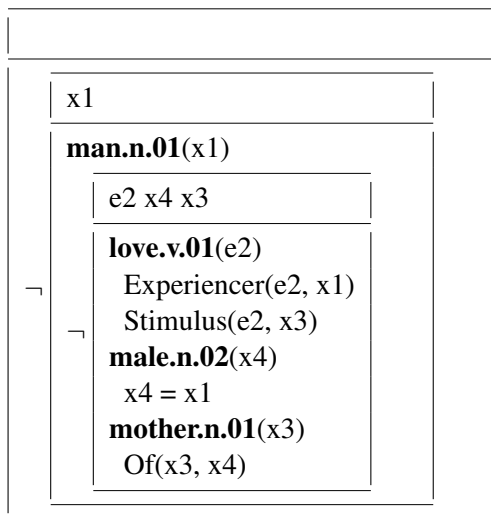 x1
man.n.01(x1)
e2 x4 x3
love.v.01(e2)
Experiencer(e2, x1)
¬
Stimulus(e2, x3)
¬
male.n.02(x4)
x4 = x1
mother.n.01(x3)
Of(x3, x4)